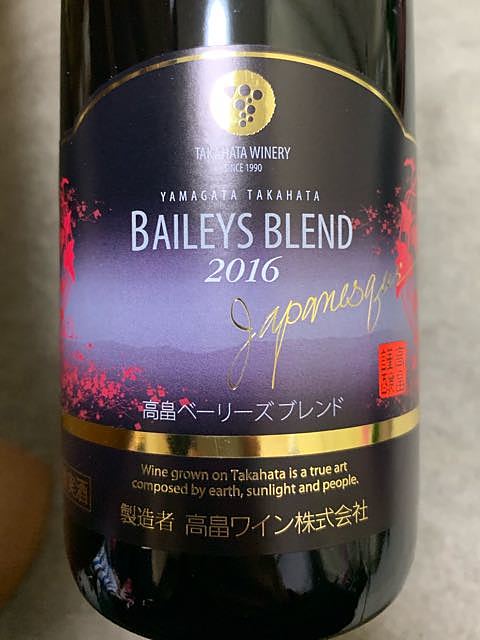 TAKAHATA WINERY
SINCE 1990
YAMAGATA TAKAHATA
BAILEYS BLEND
2016
Japanesque
高畠ベーリーズブレンド
Wine grown on Takahata is a true art
composed by earth, sunlight and people.
製造者 高畠ワイン株式会社